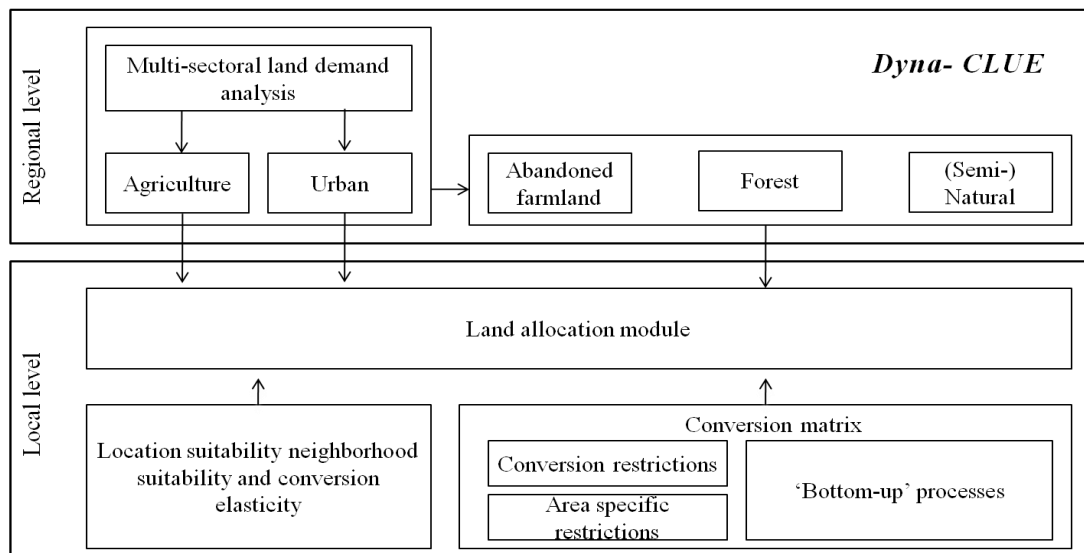 Regional level
Multi-sectoral land demand
analysis
Dyna- CLUE
Agriculture
Urban
Abandoned
farmland
Forest
(Semi-)
Natural
Local level
Land allocation module
Location suitability neighborhood
suitability and conversion
elasticity
Conversion matrix
Conversion restrictions
Area specific
restrictions
‘Bottom-up’ processes